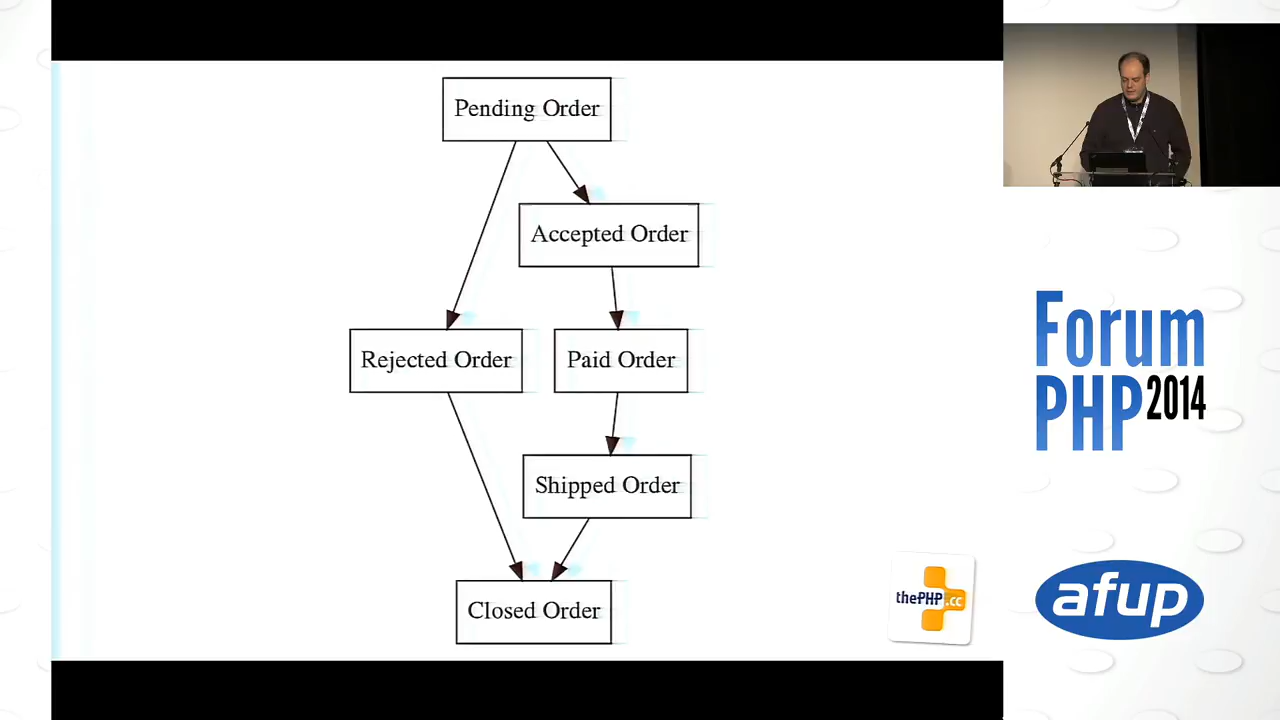 Pending Order
Accepted Order
Rejected Order
Paid Order
Shipped Order
Closed Order
thePHP.cc
Forum
PHP 2014
afup